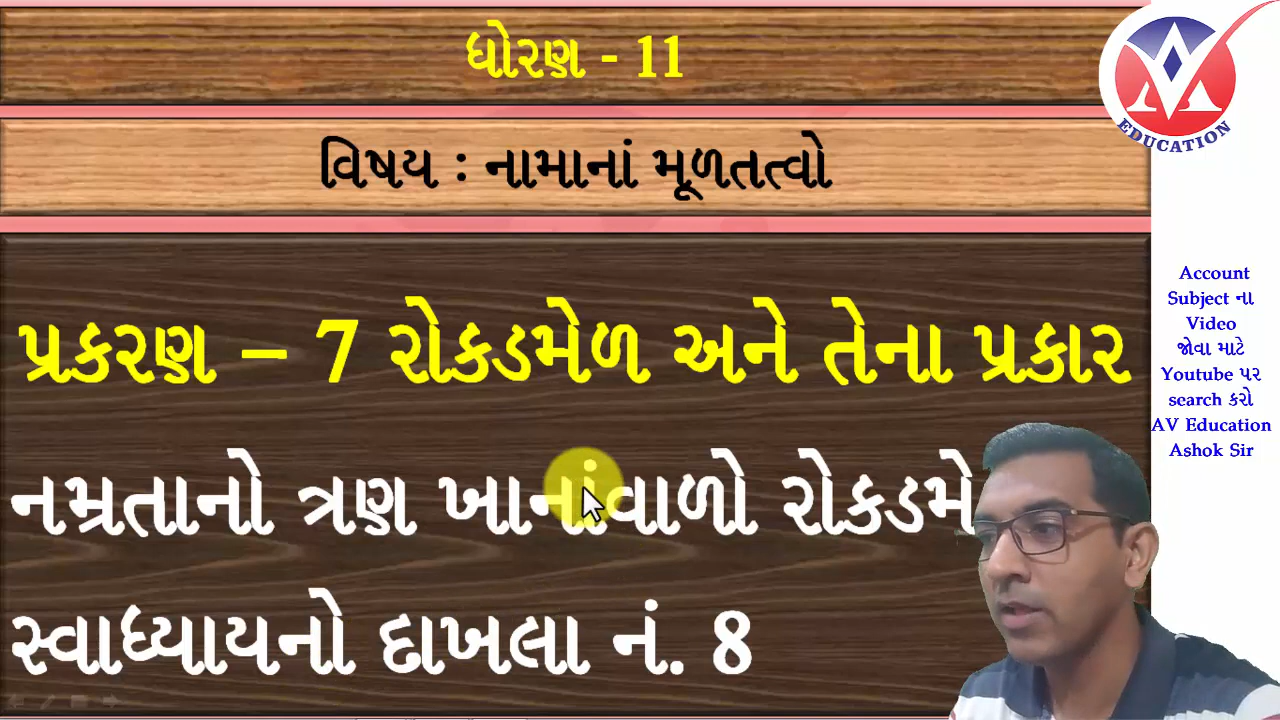 ધોરણ - 11
વિષય : નામાનાં મૂળતત્વો
પ્રકરણ – 7 રોકડમેળ અને તેના પ્રકાર
નમ્રતાનો ત્રણ ખાનાંવાળો
સ્વાધ્યાયનો દાખલા નં. 8
EDUCATION
Account
Subject ના
Video
જોવા માટે
Youtube પર
search કરો
AV Education
Ashok Sir